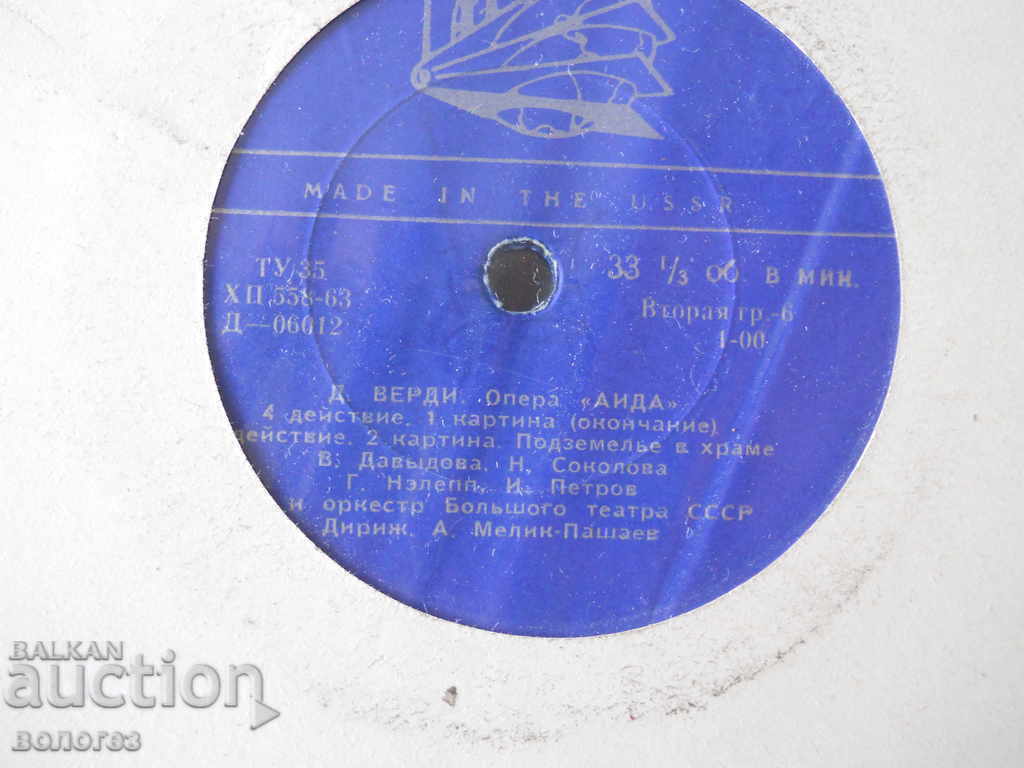 MADE IN THE USSR
ТУ/35
ХП 558-63
Д—06012
33 1/3 об. в мин.
Вторая гр.-6
1-00
Д. ВЕРДИ. Опера «АИДА»
4 действие. 1 картина (окончание)
действие. 2 картина. Подземелье в храме
В. Давыдова, Н. Соколова
Г. Нэлепп, И. Петров
и оркестр Большого театра СССР
Дириж. А. Мелик-Пашаев
BALKAN
auction
вологез